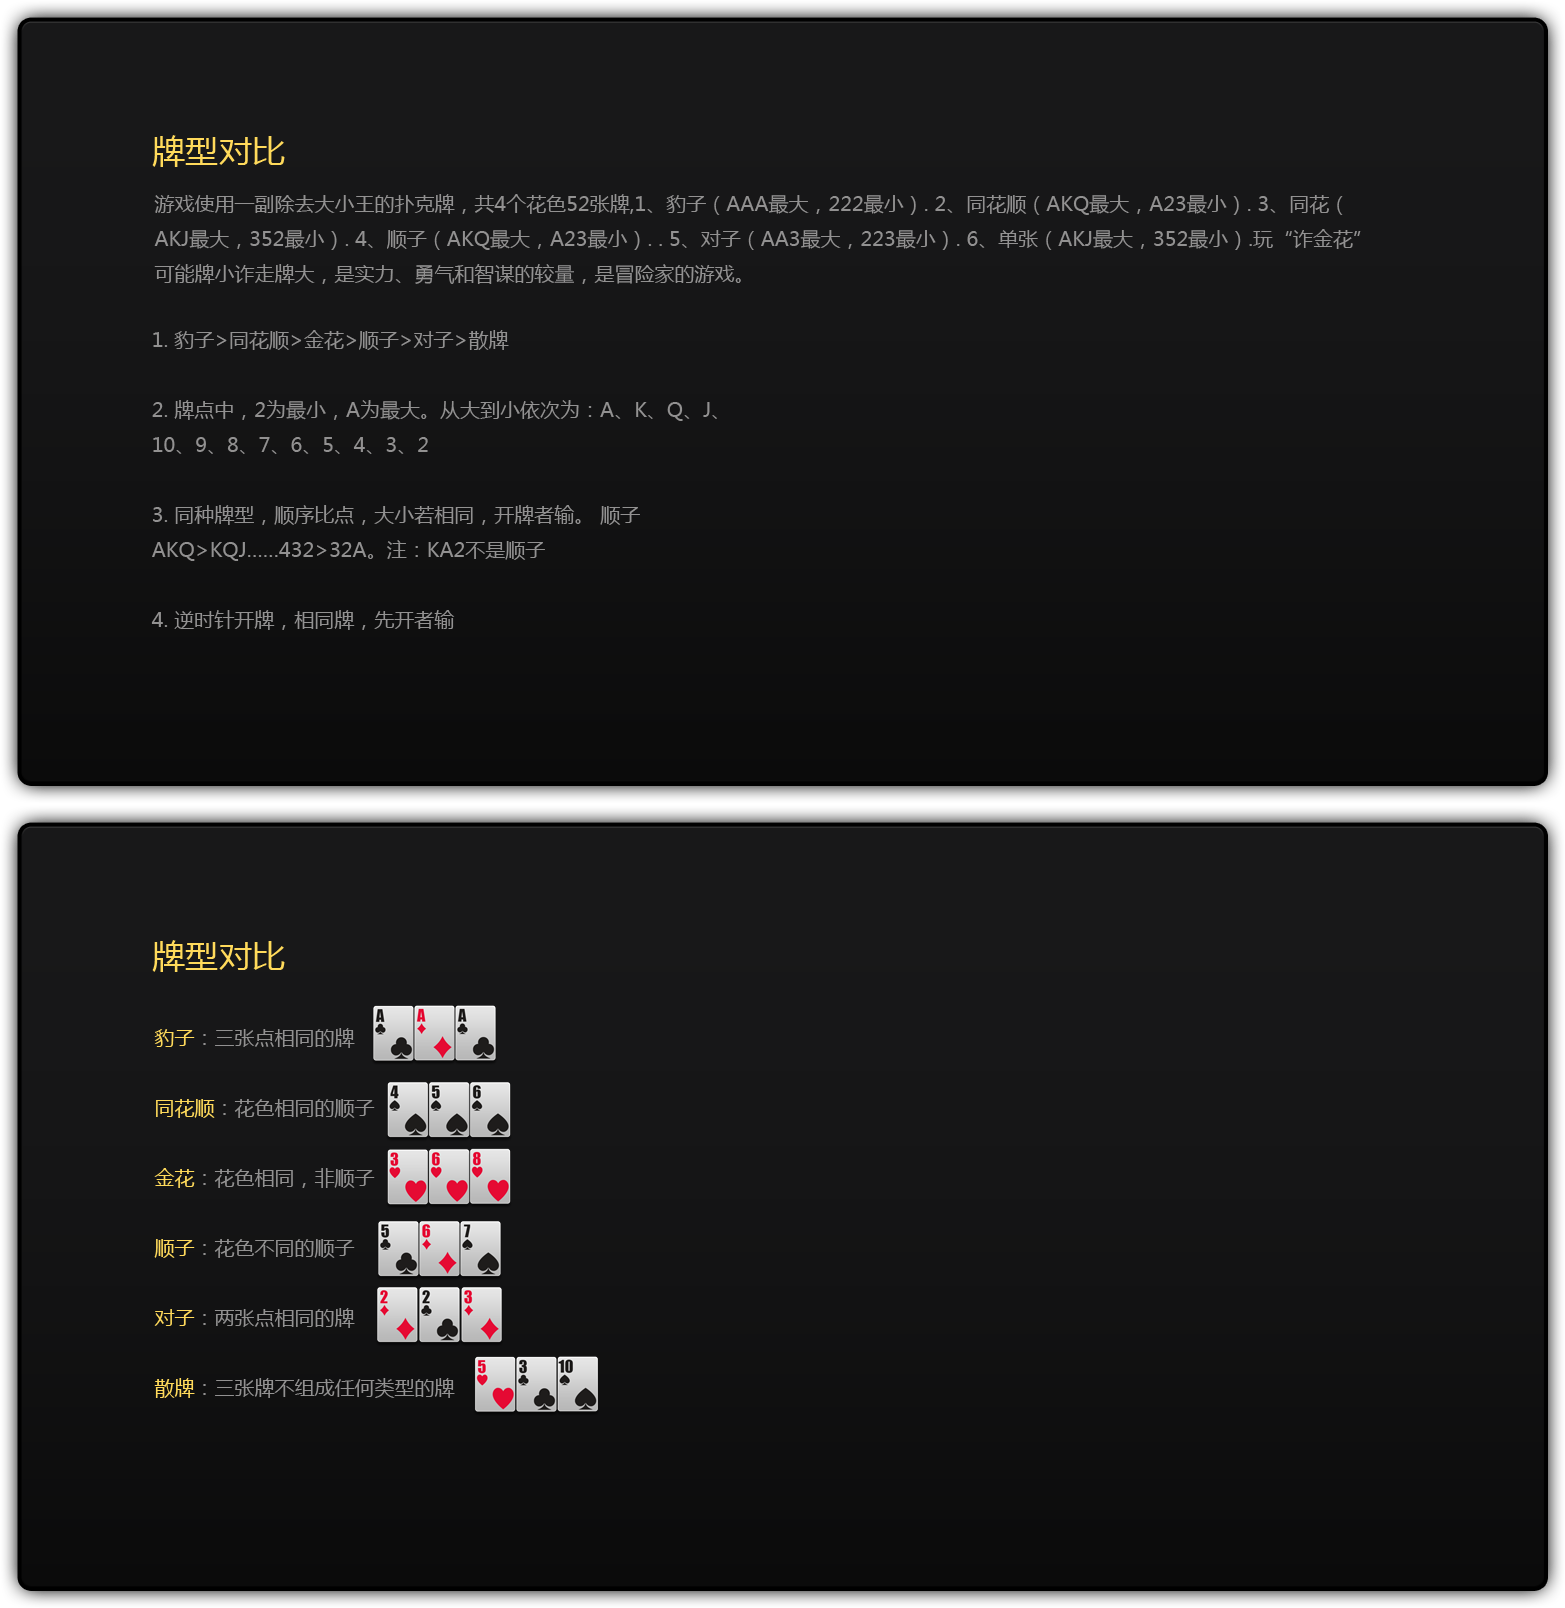 牌型对比
游戏使用一副除去大小王的扑克牌，共4个花色52张牌,1、豹子（AAA最大，222最小）. 2、同花顺（AKQ最大，A23最小）. 3、同花（
AKJ最大，352最小）. 4、顺子（AKQ最大，A23最小）. . 5、对子（AA3最大，223最小）. 6、单张（AKJ最大，352最小）.玩“诈金花”
可能牌小诈走牌大，是实力、勇气和智谋的较量，是冒险家的游戏。
1. 豹子>同花顺>金花>顺子>对子>散牌
2. 牌点中，2为最小，A为最大。从大到小依次为：A、K、Q、J、
10、9、8、7、6、5、4、3、2
3. 同种牌型，顺序比点，大小若相同，开牌者输。 顺子
AKQ>KQJ……432>32A。注：KA2不是顺子
4. 逆时针开牌，相同牌，先开者输
牌型对比
豹子：三张点相同的牌 A A A
同花顺：花色相同的顺子 4 5 6
金花：花色相同，非顺子 3 6 8
顺子：花色不同的顺子 5 6 7
对子：两张点相同的牌 2 2 3
散牌：三张牌不组成任何类型的牌 5 3 10